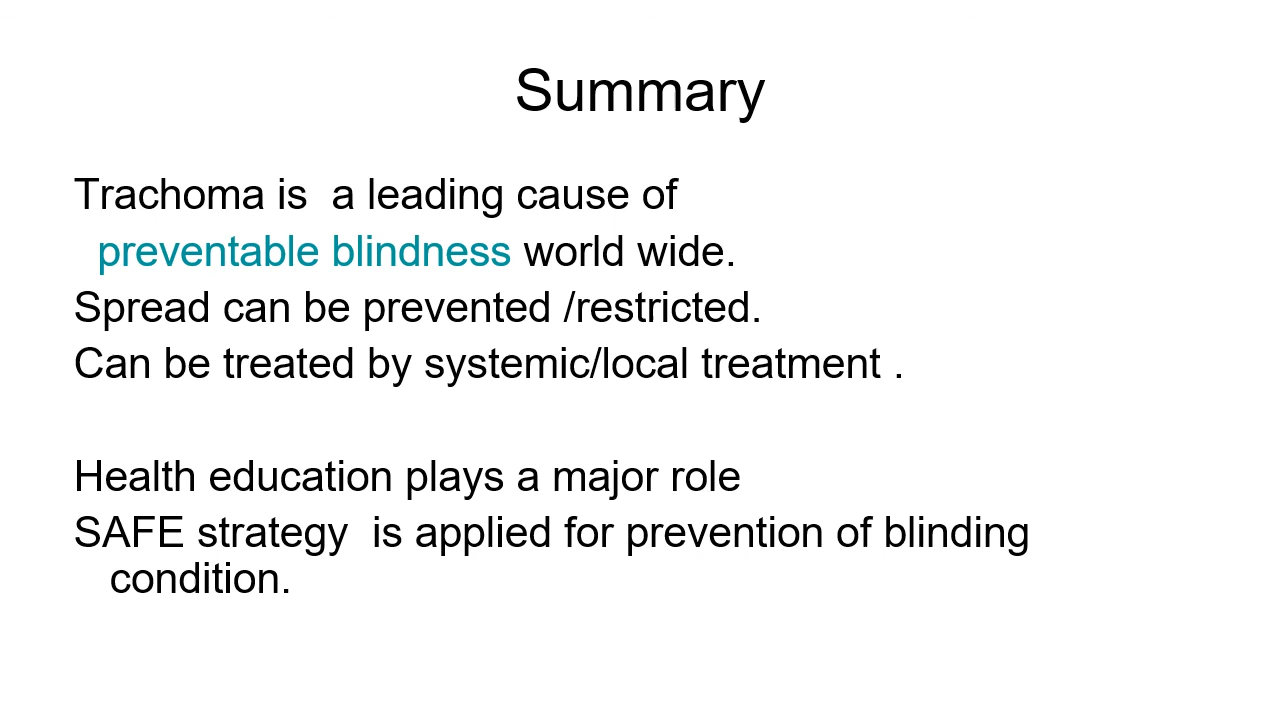 Summary
Trachoma is  a leading cause of
preventable blindness world wide.
Spread can be prevented /restricted.
Can be treated by systemic/local treatment .
Health education plays a major role
SAFE strategy  is applied for prevention of blinding
condition.